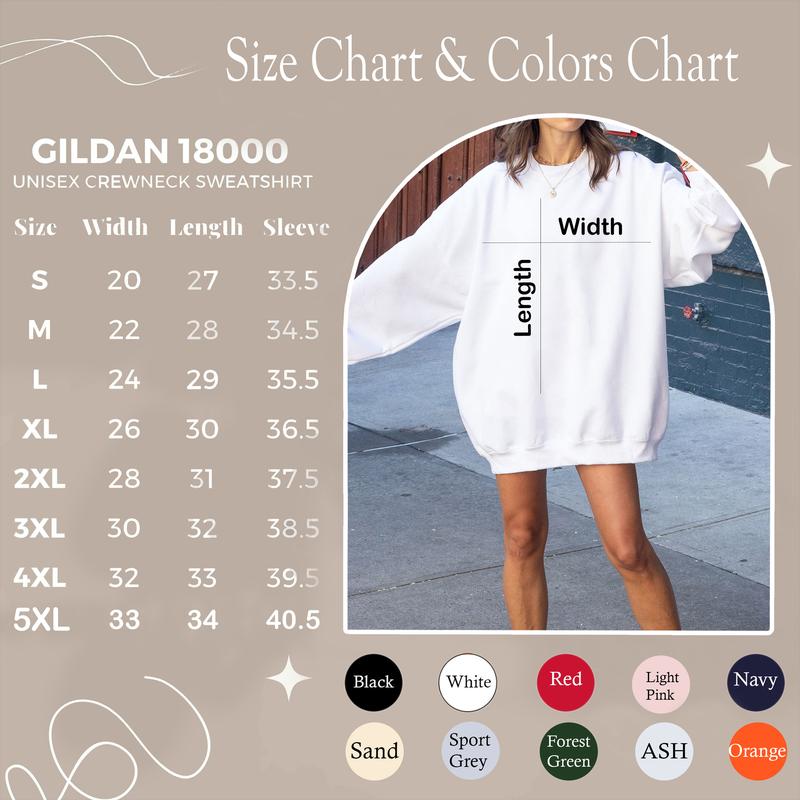 Size Chart & Colors Chart
GILDAN 18000
UNISEX CREWNECK SWEATSHIRT
Size Width Length Sleeve
S 20 27 33.5
M 22 28 34.5
L 24 29 35.5
XL 26 30 36.5
2XL 28 31 37.5
3XL 30 32 38.5
4XL 32 33 39.5
5XL 33 34 40.5
Width
Length
Black White Red Light Pink Navy
Sand Sport Grey Forest Green ASH Orange